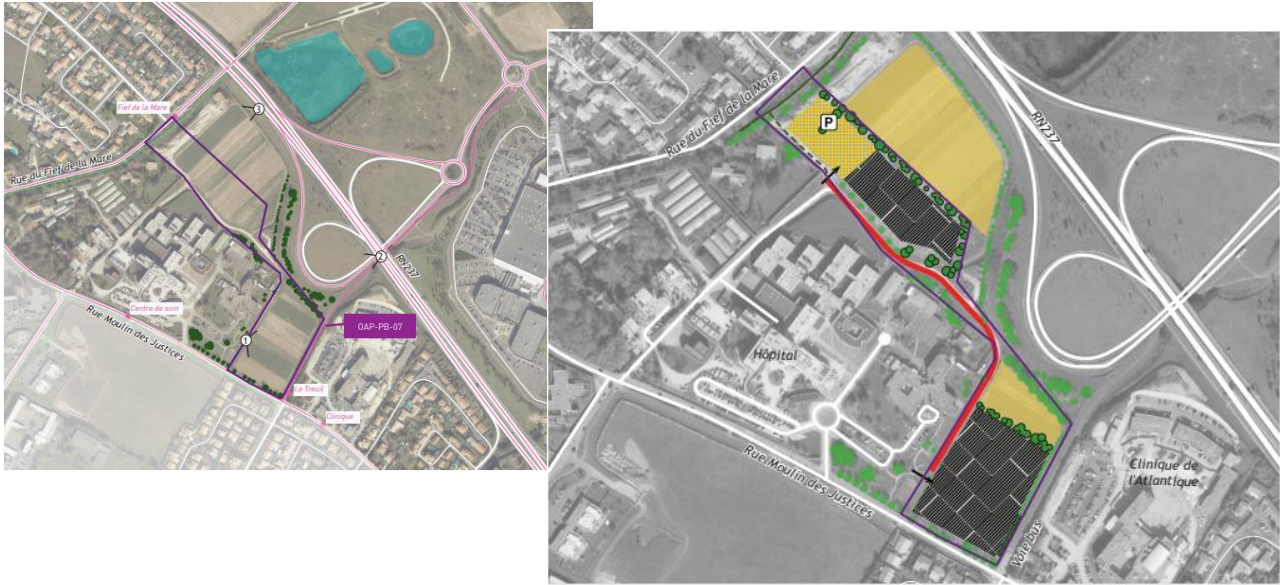 Fief de la Mare
3
Rue du Fief de la Mare
2
RN237
Centre de soin
OAP-PB-07
1
Rue Moulin des Justices
Le Treuil
Clinique
Rue du Fief de la Mare
P
RN237
Hôpital
Rue Moulin des Justices
Clinique de
l'Atlantique
Voie bus